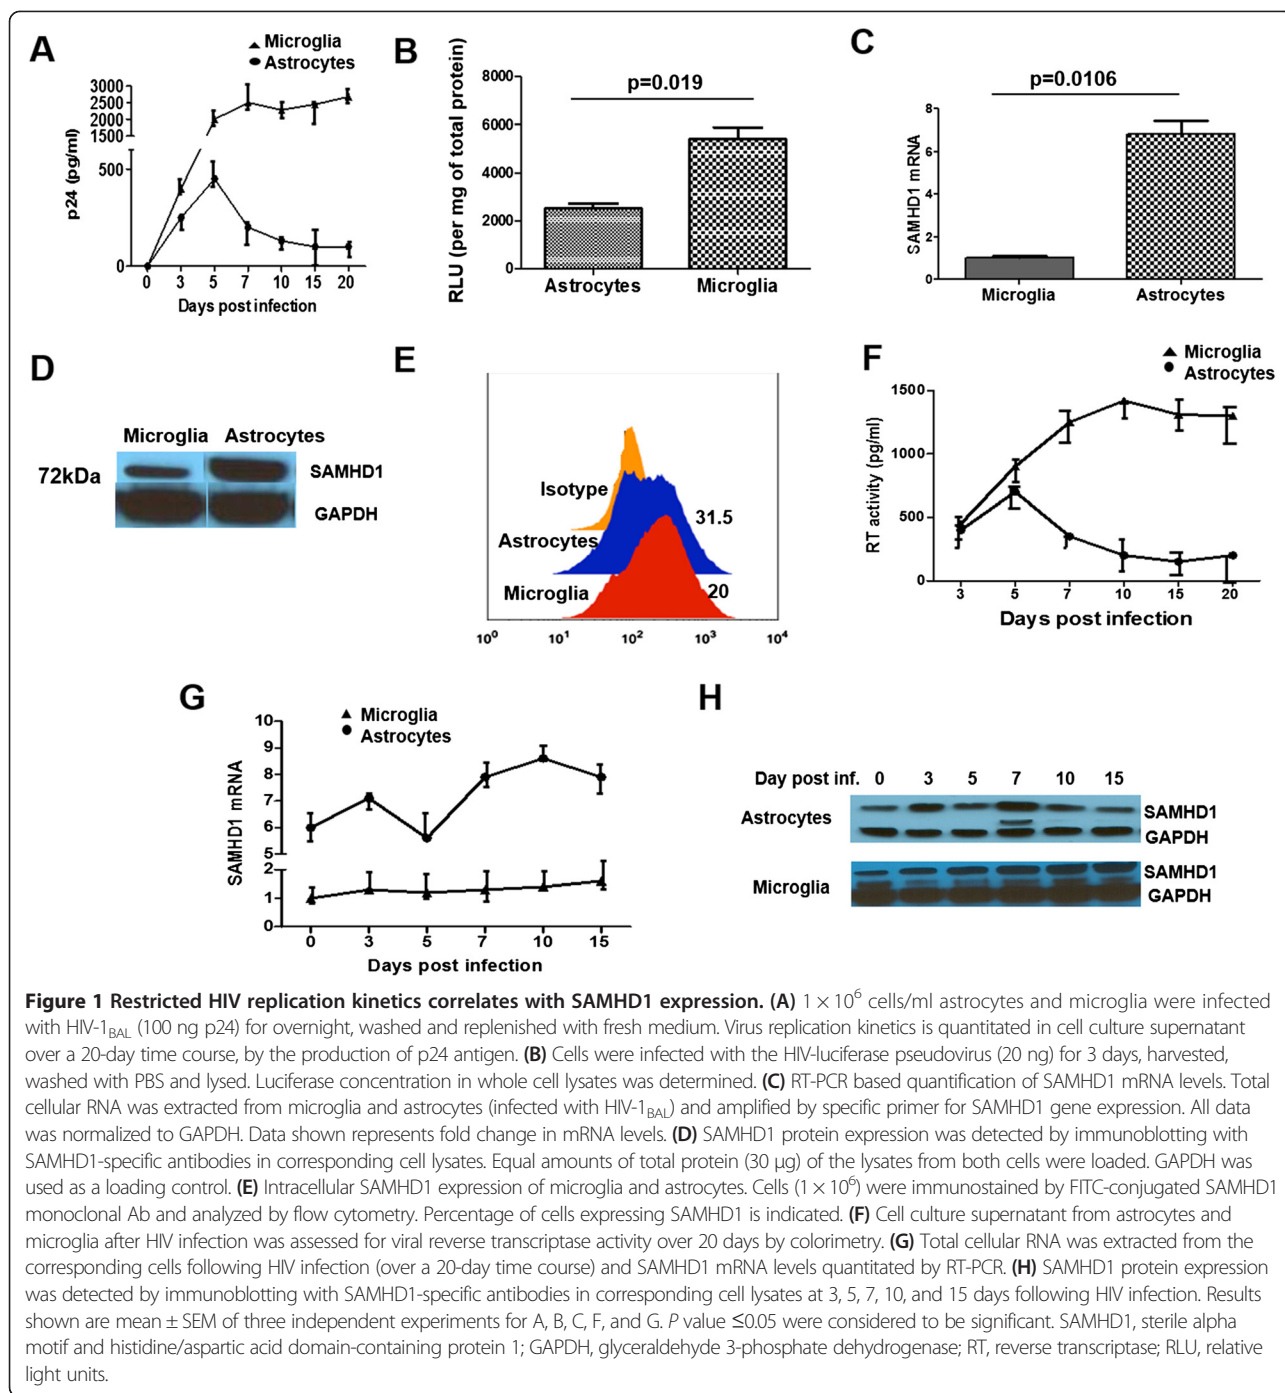 A
Microglia
Astrocytes
3000
2500
2000
1500
500
0
p24 (pg/ml)
0 3 5 7 10 15 20
Days post infection
B
p=0.019
RLU (per mg of total protein)
8000
6000
4000
2000
0
Astrocytes Microglia
C
p=0.0106
SAMHD1 mRNA
8
6
4
2
0
Microglia Astrocytes
D
Microglia Astrocytes
72kDa
SAMHD1
GAPDH
E
Isotype
31.5
Astrocytes
20
Microglia
10⁰ 10¹ 10² 10³ 10⁴
F
Microglia
Astrocytes
RT activity (pg/ml)
1500
1000
500
0
3 5 7 10 15 20
Days post infection
G
Microglia
Astrocytes
SAMHD1 mRNA
10
9
8
7
6
5
2
1
0
0 3 5 7 10 15
Days post infection
H
Day post inf. 0 3 5 7 10 15
Astrocytes
SAMHD1
GAPDH
Microglia
SAMHD1
GAPDH
Figure 1 Restricted HIV replication kinetics correlates with SAMHD1 expression. (A) 1 × 10⁶ cells/ml astrocytes and microglia were infected
with HIV-1BAL (100 ng p24) for overnight, washed and replenished with fresh medium. Virus replication kinetics is quantitated in cell culture supernatant
over a 20-day time course, by the production of p24 antigen. (B) Cells were infected with the HIV-luciferase pseudovirus (20 ng) for 3 days, harvested,
washed with PBS and lysed. Luciferase concentration in whole cell lysates was determined. (C) RT-PCR based quantification of SAMHD1 mRNA levels. Total
cellular RNA was extracted from microglia and astrocytes (infected with HIV-1BAL) and amplified by specific primer for SAMHD1 gene expression. All data
was normalized to GAPDH. Data shown represents fold change in mRNA levels. (D) SAMHD1 protein expression was detected by immunoblotting with
SAMHD1-specific antibodies in corresponding cell lysates. Equal amounts of total protein (30 μg) of the lysates from both cells were loaded. GAPDH was
used as a loading control. (E) Intracellular SAMHD1 expression of microglia and astrocytes. Cells (1 × 10⁶) were immunostained by FITC-conjugated SAMHD1
monoclonal Ab and analyzed by flow cytometry. Percentage of cells expressing SAMHD1 is indicated. (F) Cell culture supernatant from astrocytes and
microglia after HIV infection was assessed for viral reverse transcriptase activity over 20 days by colorimetry. (G) Total cellular RNA was extracted from the
corresponding cells following HIV infection (over a 20-day time course) and SAMHD1 mRNA levels quantitated by RT-PCR. (H) SAMHD1 protein expression
was detected by immunoblotting with SAMHD1-specific antibodies in corresponding cell lysates at 3, 5, 7, 10, and 15 days following HIV infection. Results
shown are mean ± SEM of three independent experiments for A, B, C, F, and G. P value ≤0.05 were considered to be significant. SAMHD1, sterile alpha
motif and histidine/aspartic acid domain-containing protein 1; GAPDH, glyceraldehyde 3-phosphate dehydrogenase; RT, reverse transcriptase; RLU, relative
light units.